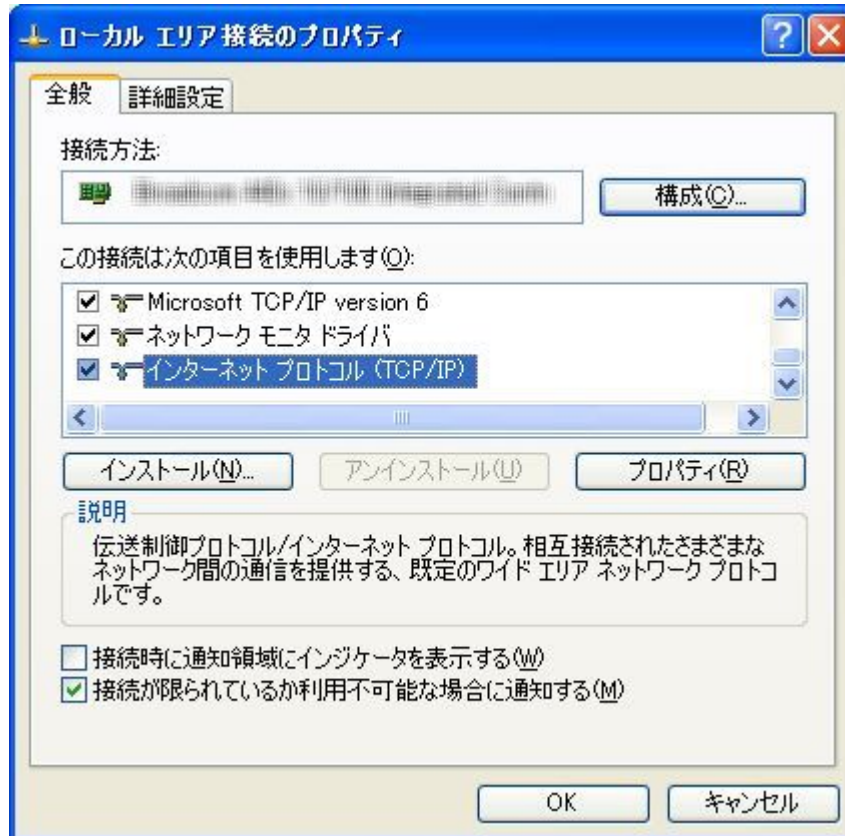 ローカル エリア接続のプロパティ
全般
詳細設定
接続方法:
構成(C)...
この接続は次の項目を使用します(O):
Microsoft TCP/IP version 6
ネットワーク モニタ ドライバ
インターネット プロトコル (TCP/IP)
インストール(N)...
アンインストール(U)
プロパティ(R)
説明
伝送制御プロトコル/インターネット プロトコル。相互接続されたさまざまな
ネットワーク間の通信を提供する、既定のワイド エリア ネットワーク プロトコ
ルです。
接続時に通知領域にインジケータを表示する(W)
接続が限られているか利用不可能な場合に通知する(M)
OK
キャンセル